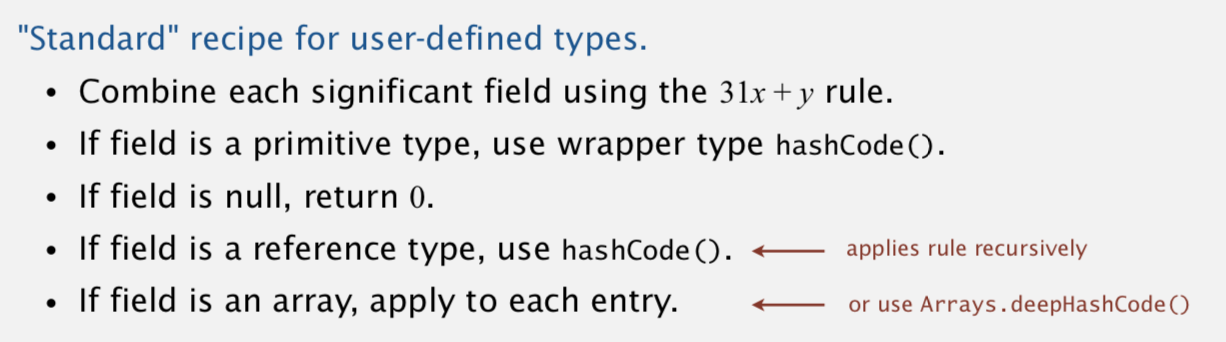 "Standard" recipe for user-defined types.
• Combine each significant field using the 31x + y rule.
• If field is a primitive type, use wrapper type hashCode().
• If field is null, return 0.
• If field is a reference type, use hashCode(). ← applies rule recursively
• If field is an array, apply to each entry. ← or use Arrays.deepHashCode()